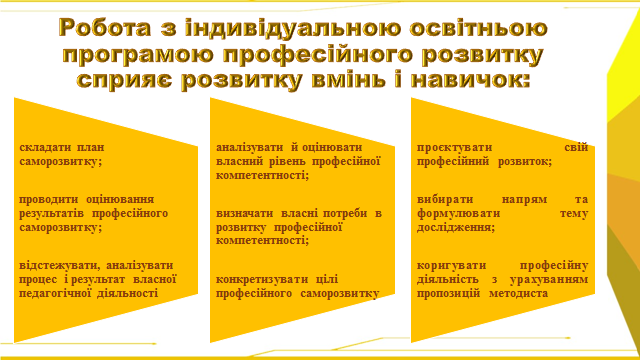 Робота з індивідуальною освітньою
програмою професійного розвитку
сприяє розвитку вмінь і навичок:
складати план
саморозвитку;
проводити оцінювання
результатів професійного
саморозвитку;
відстежувати, аналізувати
процес і результат власної
педагогічної діяльності
аналізувати й оцінювати
власний рівень професійної
компетентності;
визначати власні потреби в
розвитку професійної
компетентності;
конкретизувати цілі
професійного саморозвитку
проєктувати свій
професійний розвиток;
вибирати напрям та
формулювати тему
дослідження;
коригувати професійну
діяльність з урахуванням
пропозицій методиста